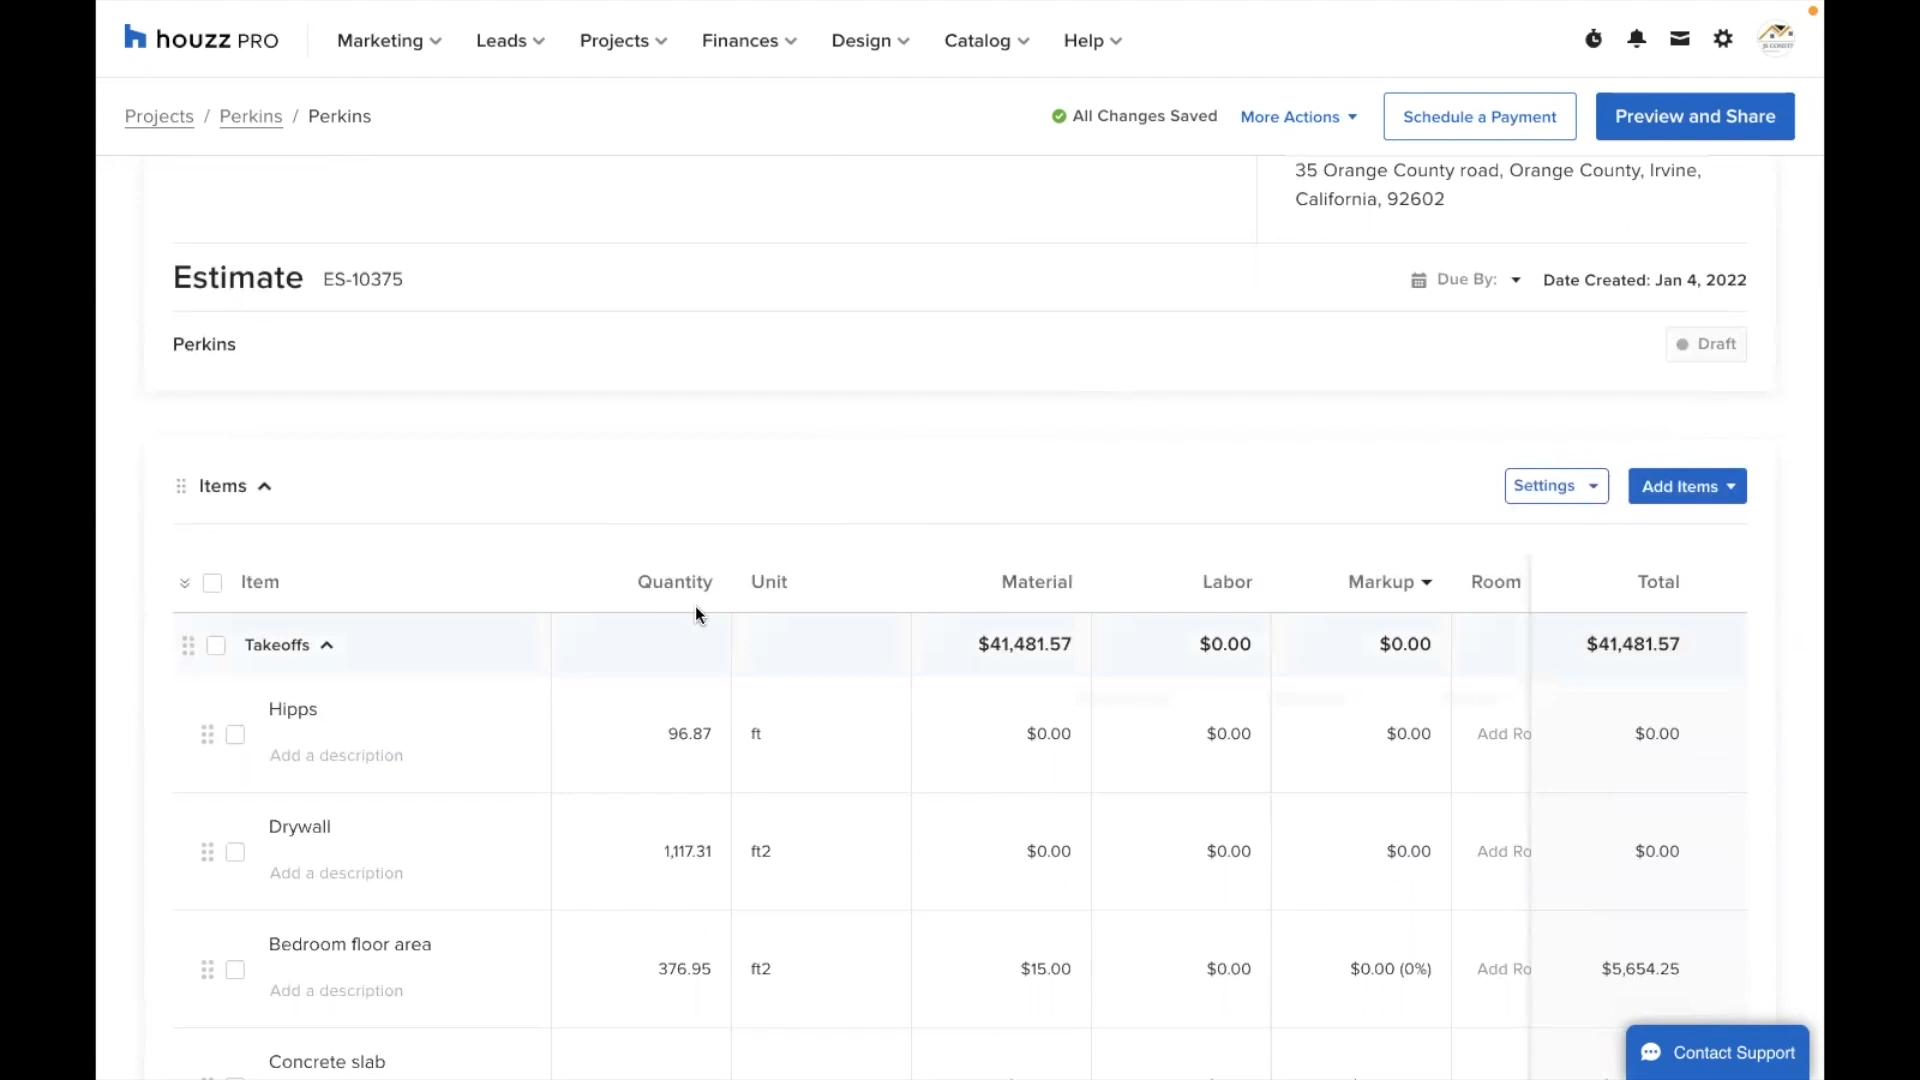 houzz PRO
Marketing
Leads
Projects
Finances
Design
Catalog
Help
Projects / Perkins / Perkins
All Changes Saved
More Actions
Schedule a Payment
Preview and Share
35 Orange County road, Orange County, Irvine,
California, 92602
Estimate ES-10375
Due By:
Date Created: Jan 4, 2022
Perkins
Draft
Items
Settings
Add Items
Item Quantity Unit Material Labor Markup Room Total
Takeoffs $41,481.57 $0.00 $0.00 $41,481.57
Hipps
96.87 ft $0.00 $0.00 $0.00 Add Ro $0.00
Add a description
Drywall
1,117.31 ft2 $0.00 $0.00 $0.00 Add Ro $0.00
Add a description
Bedroom floor area
376.95 ft2 $15.00 $0.00 $0.00 (0%) Add Ro $5,654.25
Add a description
Concrete slab
Contact Support